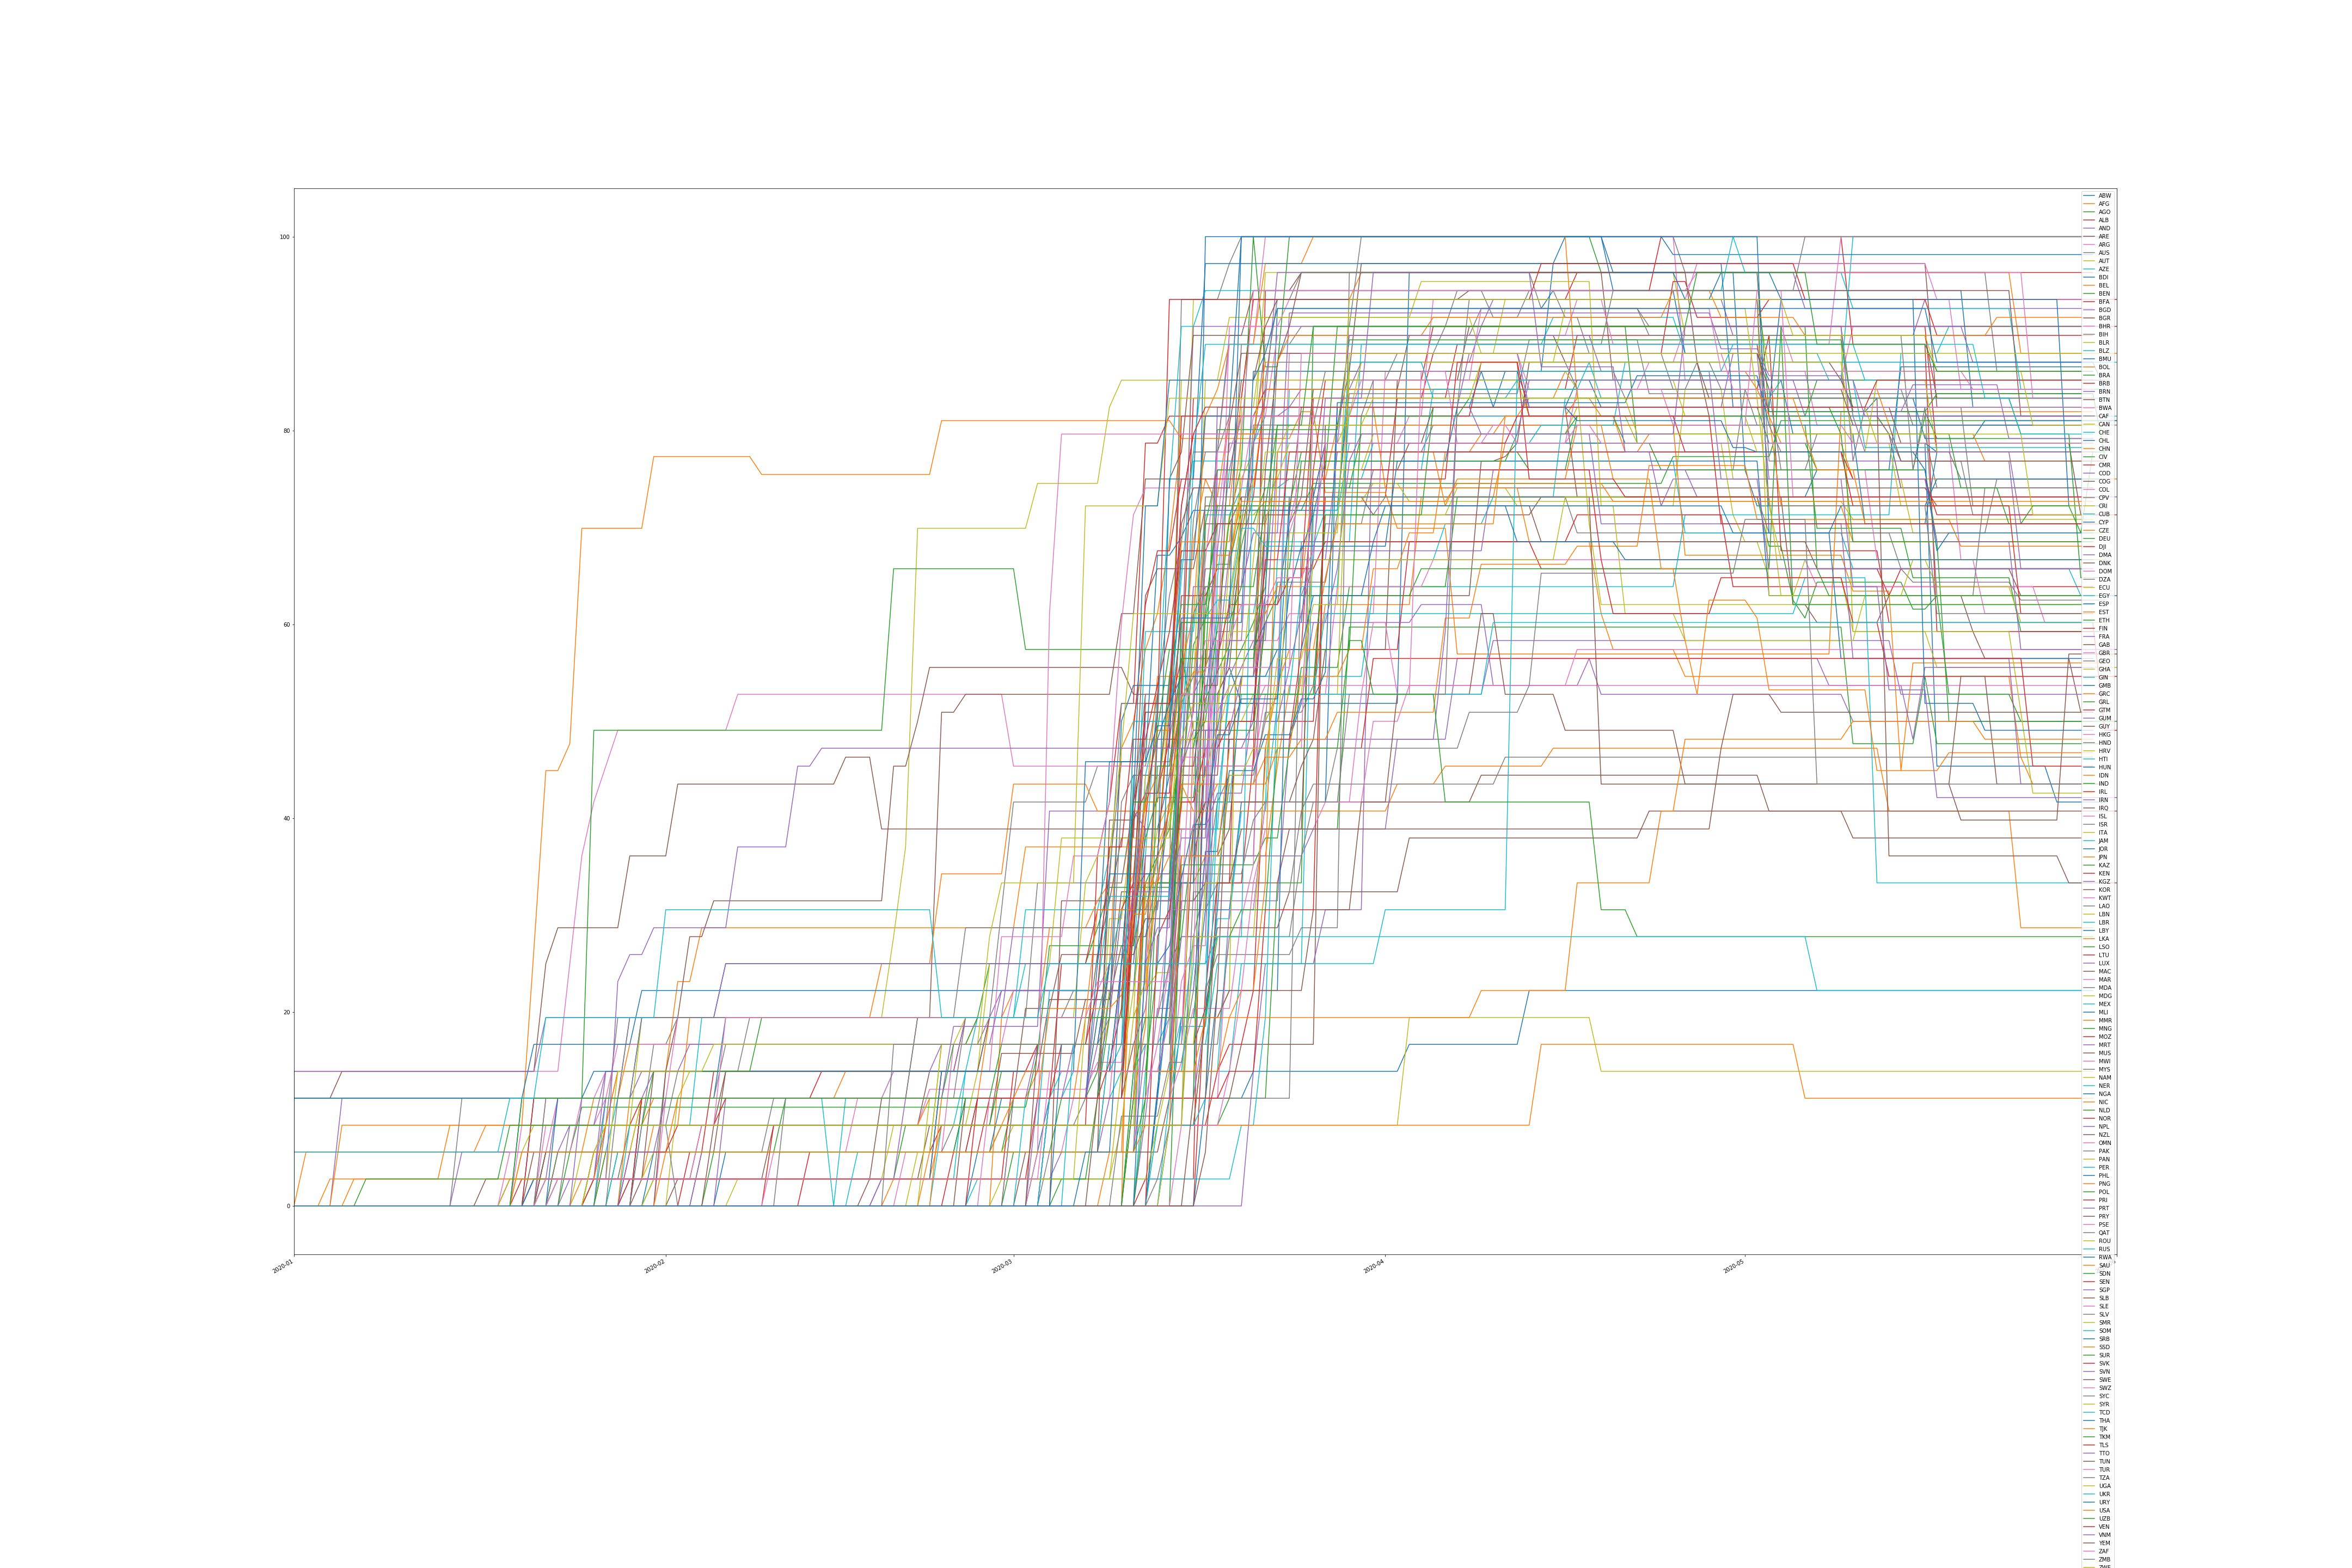 100
80
60
40
20
0
2020-01
2020-02
2020-03
2020-04
2020-05
ABW
AFG
AGO
ALB
AND
ARE
ARG
AUS
AUT
AZE
BDI
BEL
BEN
BFA
BGD
BGR
BHR
BIH
BLR
BLZ
BMU
BOL
BRA
BRB
BRN
BTN
BWA
CAF
CAN
CHE
CHL
CHN
CIV
CMR
COD
COG
COL
CPV
CRI
CUB
CYP
CZE
DEU
DJI
DMA
DNK
DOM
DZA
ECU
EGY
ESP
EST
ETH
FIN
FRA
GAB
GBR
GEO
GHA
GIN
GMB
GRC
GRL
GTM
GUM
GUY
HKG
HND
HRV
HTI
HUN
IDN
IND
IRL
IRN
IRQ
ISL
ISR
ITA
JAM
JOR
JPN
KAZ
KEN
KGZ
KOR
KWT
LAO
LBN
LBR
LBY
LKA
LSO
LTU
LUX
MAC
MAR
MDA
MDG
MEX
MLI
MMR
MNG
MOZ
MRT
MUS
MWI
MYS
NAM
NER
NGA
NIC
NLD
NOR
NPL
NZL
OMN
PAK
PAN
PER
PHL
PNG
POL
PRI
PRT
PRY
PSE
QAT
ROU
RUS
RWA
SAU
SDN
SEN
SGP
SLB
SLE
SLV
SMR
SOM
SRB
SSD
SUR
SVK
SVN
SWE
SWZ
SYC
SYR
TCD
THA
TJK
TKM
TLS
TTO
TUN
TUR
TZA
UGA
UKR
URY
USA
UZB
VEN
VNM
YEM
ZAF
ZMB
ZWE